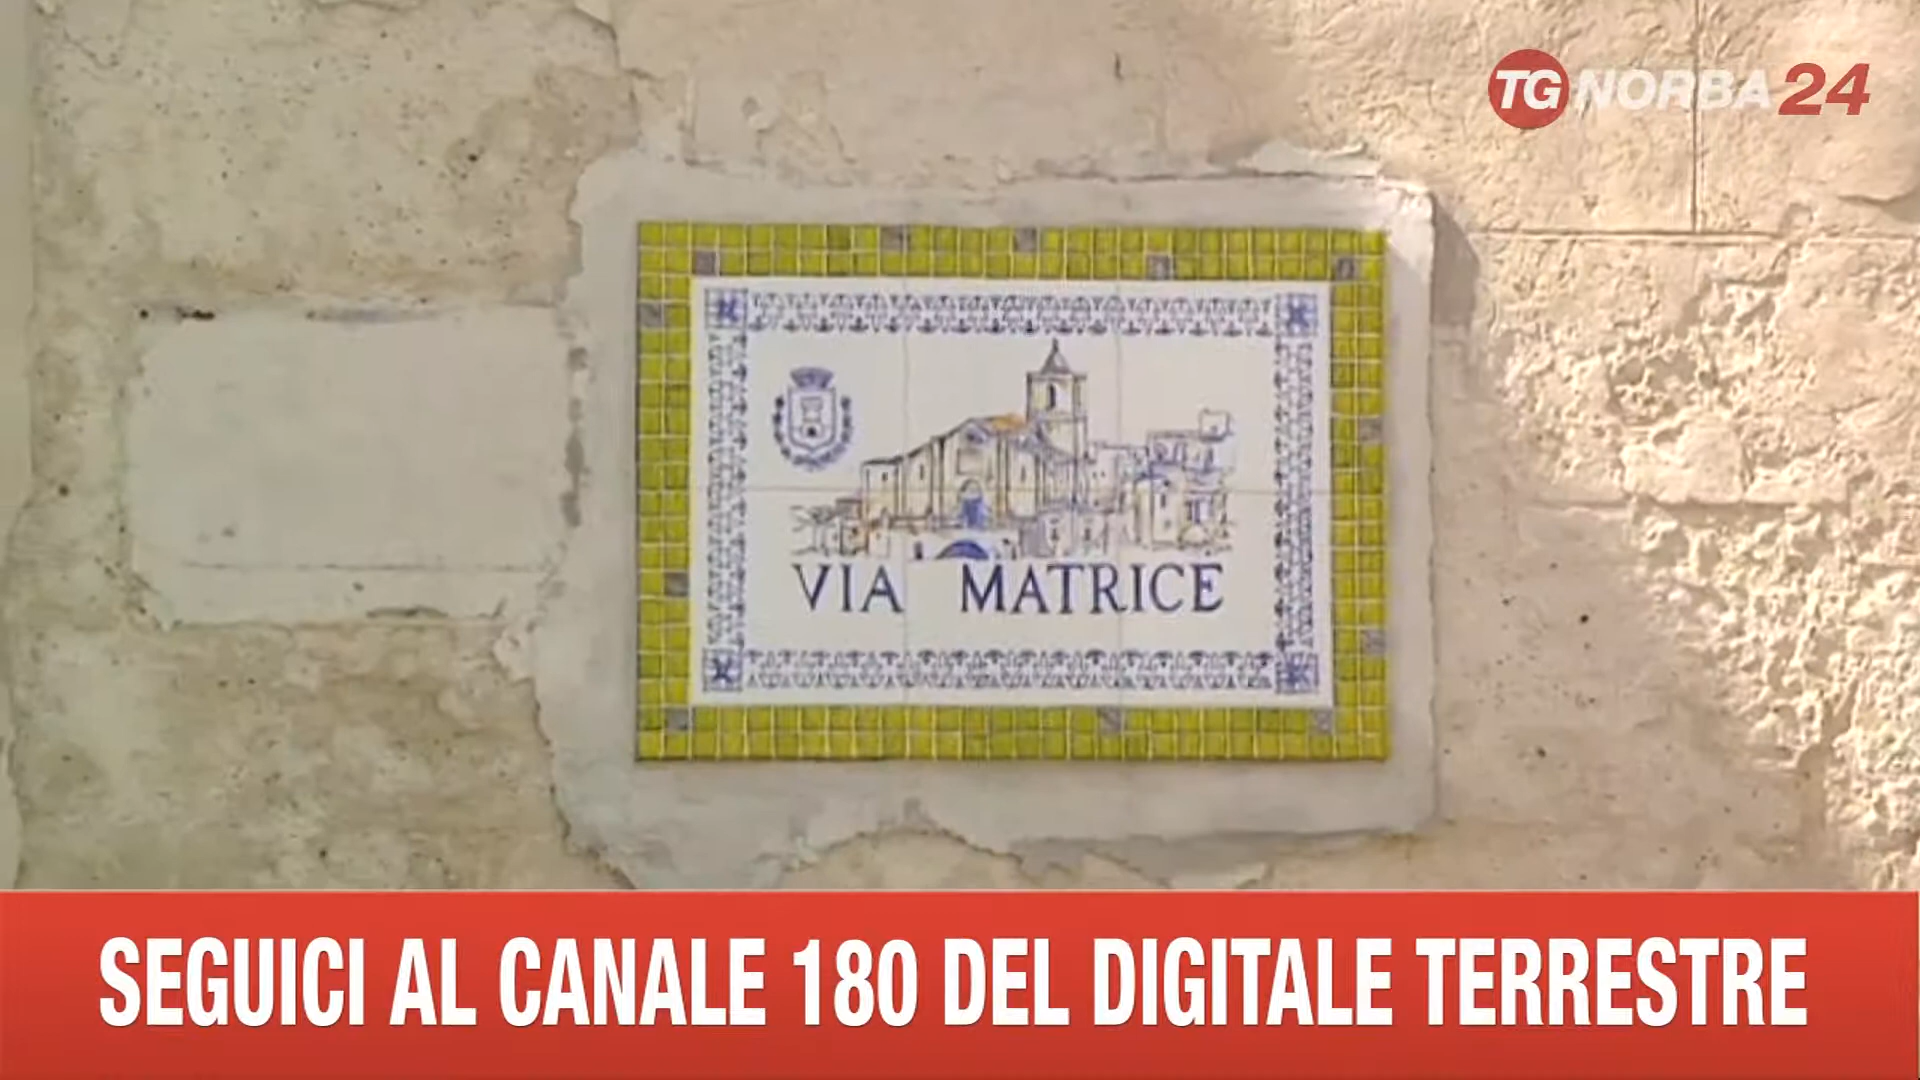 TG NORBA 24
VIA MATRICE
SEGUICI AL CANALE 180 DEL DIGITALE TERRESTRE